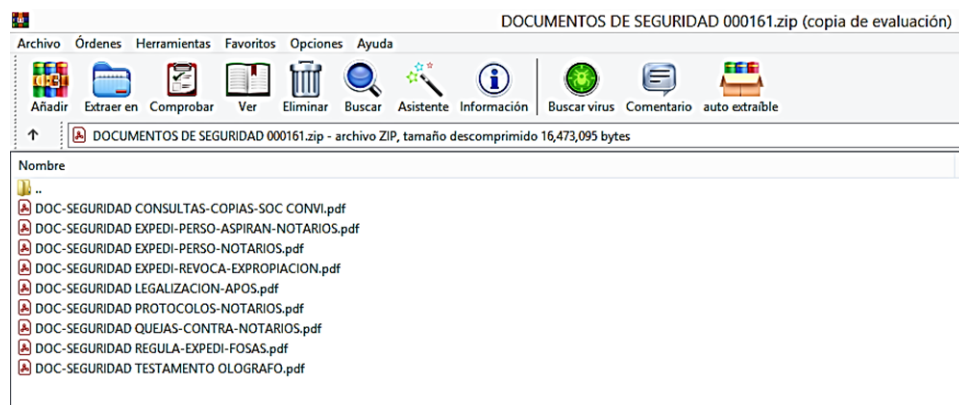 DOCUMENTOS DE SEGURIDAD 000161.zip (copia de evaluación)
Archivo Órdenes Herramientas Favoritos Opciones Ayuda
Añadir Extraer en Comprobar Ver Eliminar Buscar Asistente Información Buscar virus Comentario auto extraíble
DOCUMENTOS DE SEGURIDAD 000161.zip - archivo ZIP, tamaño descomprimido 16,473,095 bytes
Nombre
..
DOC-SEGURIDAD CONSULTAS-COPIAS-SOC CONVI.pdf
DOC-SEGURIDAD EXPEDI-PERSO-ASPIRAN-NOTARIOS.pdf
DOC-SEGURIDAD EXPEDI-PERSO-NOTARIOS.pdf
DOC-SEGURIDAD EXPEDI-REVOCA-EXPROPIACION.pdf
DOC-SEGURIDAD LEGALIZACION-APOS.pdf
DOC-SEGURIDAD PROTOCOLOS-NOTARIOS.pdf
DOC-SEGURIDAD QUEJAS-CONTRA-NOTARIOS.pdf
DOC-SEGURIDAD REGULA-EXPEDI-FOSAS.pdf
DOC-SEGURIDAD TESTAMENTO OLOGRAFO.pdf